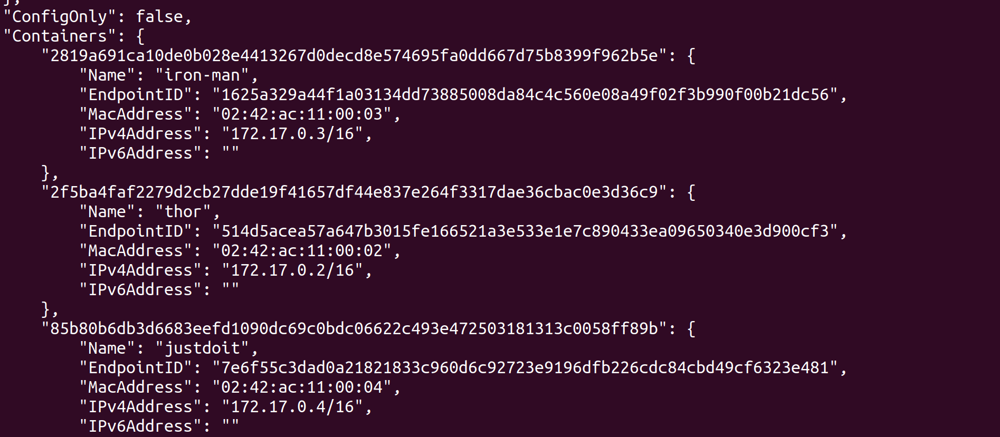 },
"ConfigOnly": false,
"Containers": {
    "2819a691ca10de0b028e4413267d0decd8e574695fa0dd667d75b8399f962b5e": {
        "Name": "iron-man",
        "EndpointID": "1625a329a44f1a03134dd73885008da84c4c560e08a49f02f3b990f00b21dc56",
        "MacAddress": "02:42:ac:11:00:03",
        "IPv4Address": "172.17.0.3/16",
        "IPv6Address": ""
    },
    "2f5ba4faf2279d2cb27dde19f41657df44e837e264f3317dae36cbac0e3d36c9": {
        "Name": "thor",
        "EndpointID": "514d5acea57a647b3015fe166521a3e533e1e7c890433ea09650340e3d900cf3",
        "MacAddress": "02:42:ac:11:00:02",
        "IPv4Address": "172.17.0.2/16",
        "IPv6Address": ""
    },
    "85b80b6db3d6683eefd1090dc69c0bdc06622c493e472503181313c0058ff89b": {
        "Name": "justdoit",
        "EndpointID": "7e6f55c3dad0a21821833c960d6c92723e9196dfb226cdc84cbd49cf6323e481",
        "MacAddress": "02:42:ac:11:00:04",
        "IPv4Address": "172.17.0.4/16",
        "IPv6Address": ""